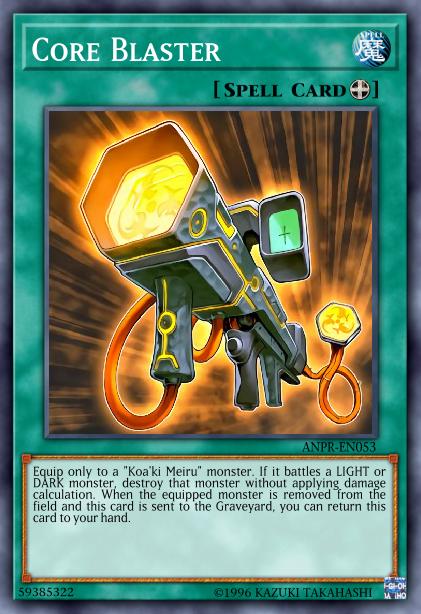 CORE BLASTER
SPELL
魔
[SPELL CARD]
ANPR-EN053
Equip only to a "Koa'ki Meiru" monster. If it battles a LIGHT or
DARK monster, destroy that monster without applying damage
calculation. When the equipped monster is removed from the
field and this card is sent to the Graveyard, you can return this
card to your hand.
59385322
©1996 KAZUKI TAKAHASHI